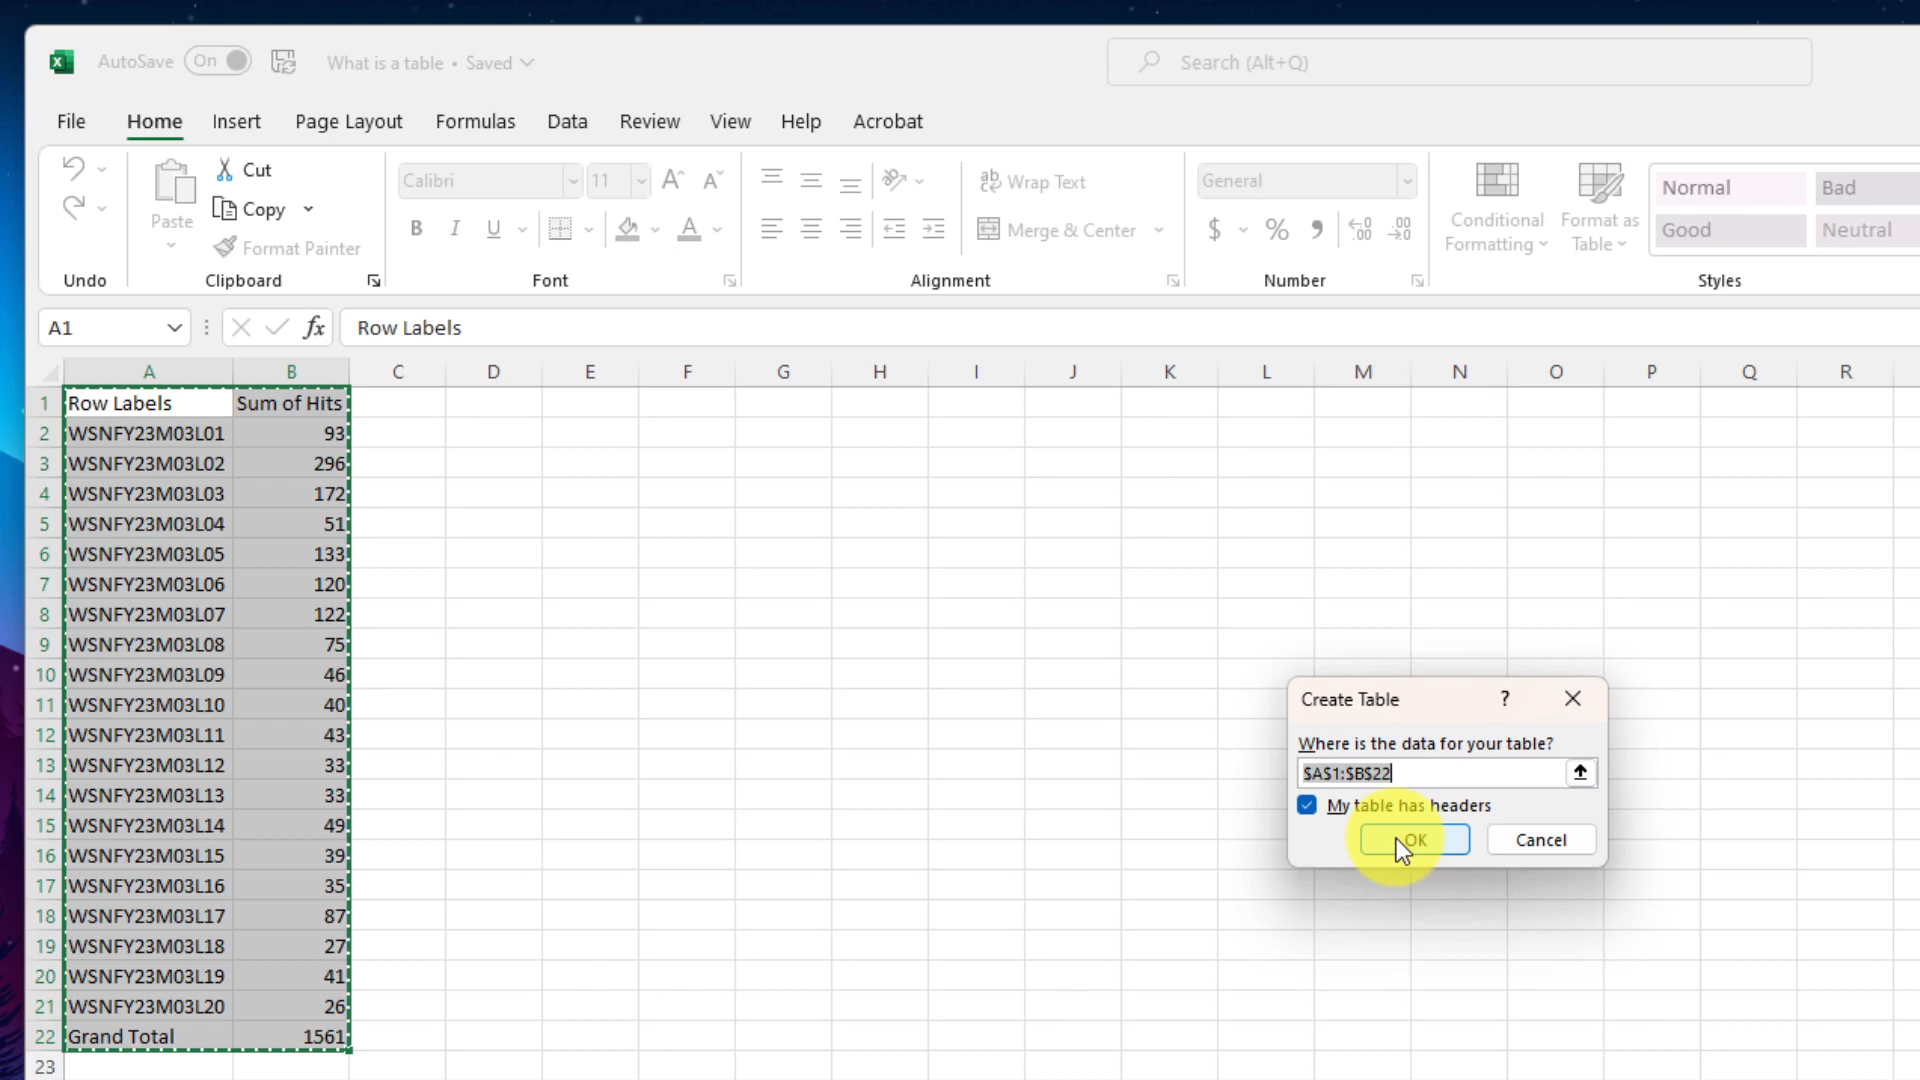 AutoSave On What is a table • Saved Search (Alt+Q)
File Home Insert Page Layout Formulas Data Review View Help Acrobat
Undo
Paste
Cut
Copy
Format Painter
Clipboard
Calibri 11
B I U A
Font
ab Wrap Text
Merge & Center
Alignment
General
$ % 9 .00
Number
Conditional Formatting
Format as Table
Normal Bad
Good Neutral
Styles
A1 fx Row Labels
A B C D E F G H I J K L M N O P Q R
1 Row Labels Sum of Hits
2 WSNFY23M03L01 93
3 WSNFY23M03L02 296
4 WSNFY23M03L03 172
5 WSNFY23M03L04 51
6 WSNFY23M03L05 133
7 WSNFY23M03L06 120
8 WSNFY23M03L07 122
9 WSNFY23M03L08 75
10 WSNFY23M03L09 46
11 WSNFY23M03L10 40
12 WSNFY23M03L11 43
13 WSNFY23M03L12 33
14 WSNFY23M03L13 33
15 WSNFY23M03L14 49
16 WSNFY23M03L15 39
17 WSNFY23M03L16 35
18 WSNFY23M03L17 87
19 WSNFY23M03L18 27
20 WSNFY23M03L19 41
21 WSNFY23M03L20 26
22 Grand Total 1561
23
Create Table ?
Where is the data for your table?
$A$1:$B$22
My table has headers
OK Cancel